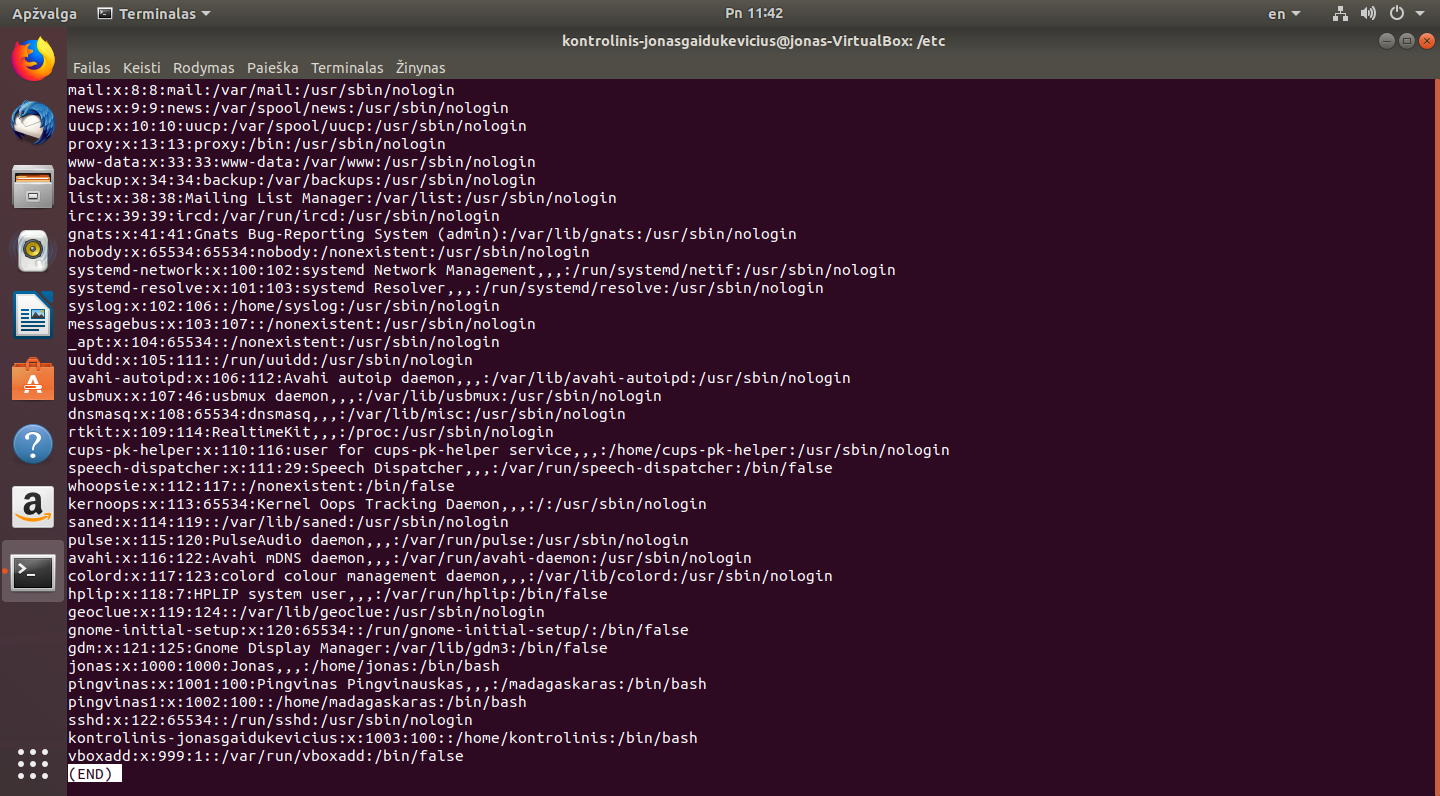 Apžvalga Terminalas Pn 11:42 en
kontrolinis-jonasgaidukevicius@jonas-VirtualBox: /etc
Failas Keisti Rodymas Paieška Terminalas Žinynas
mail:x:8:8:mail:/var/mail:/usr/sbin/nologin
news:x:9:9:news:/var/spool/news:/usr/sbin/nologin
uucp:x:10:10:uucp:/var/spool/uucp:/usr/sbin/nologin
proxy:x:13:13:proxy:/bin:/usr/sbin/nologin
www-data:x:33:33:www-data:/var/www:/usr/sbin/nologin
backup:x:34:34:backup:/var/backups:/usr/sbin/nologin
list:x:38:38:Mailing List Manager:/var/list:/usr/sbin/nologin
irc:x:39:39:ircd:/var/run/ircd:/usr/sbin/nologin
gnats:x:41:41:Gnats Bug-Reporting System (admin):/var/lib/gnats:/usr/sbin/nologin
nobody:x:65534:65534:nobody:/nonexistent:/usr/sbin/nologin
systemd-network:x:100:102:systemd Network Management,,,:/run/systemd/netif:/usr/sbin/nologin
systemd-resolve:x:101:103:systemd Resolver,,,:/run/systemd/resolve:/usr/sbin/nologin
syslog:x:102:106::/home/syslog:/usr/sbin/nologin
messagebus:x:103:107::/nonexistent:/usr/sbin/nologin
_apt:x:104:65534::/nonexistent:/usr/sbin/nologin
uuidd:x:105:111::/run/uuidd:/usr/sbin/nologin
avahi-autoipd:x:106:112:Avahi autoip daemon,,,:/var/lib/avahi-autoipd:/usr/sbin/nologin
usbmux:x:107:46:usbmux daemon,,,:/var/lib/usbmux:/usr/sbin/nologin
dnsmasq:x:108:65534:dnsmasq,,,:/var/lib/misc:/usr/sbin/nologin
rtkit:x:109:114:RealtimeKit,,,:/proc:/usr/sbin/nologin
cups-pk-helper:x:110:116:user for cups-pk-helper service,,,:/home/cups-pk-helper:/usr/sbin/nologin
speech-dispatcher:x:111:29:Speech Dispatcher,,,:/var/run/speech-dispatcher:/bin/false
whoopsie:x:112:117::/nonexistent:/bin/false
kernoops:x:113:65534:Kernel Oops Tracking Daemon,,,:/:/usr/sbin/nologin
saned:x:114:119::/var/lib/saned:/usr/sbin/nologin
pulse:x:115:120:PulseAudio daemon,,,:/var/run/pulse:/usr/sbin/nologin
avahi:x:116:122:Avahi mDNS daemon,,,:/var/run/avahi-daemon:/usr/sbin/nologin
colord:x:117:123:colord colour management daemon,,,:/var/lib/colord:/usr/sbin/nologin
hplip:x:118:7:HPLIP system user,,,:/var/run/hplip:/bin/false
geoclue:x:119:124::/var/lib/geoclue:/usr/sbin/nologin
gnome-initial-setup:x:120:65534::/run/gnome-initial-setup/:/bin/false
gdm:x:121:125:Gnome Display Manager:/var/lib/gdm3:/bin/false
jonas:x:1000:1000:Jonas,,,:/home/jonas:/bin/bash
pingvinas:x:1001:100:Pingvinas Pingvinauskas,,,:/madagaskaras:/bin/bash
pingvinas1:x:1002:100::/home/madagaskaras:/bin/bash
sshd:x:122:65534::/run/sshd:/usr/sbin/nologin
kontrolinis-jonasgaidukevicius:x:1003:100::/home/kontrolinis:/bin/bash
vboxadd:x:999:1::/var/run/vboxadd:/bin/false
(END)